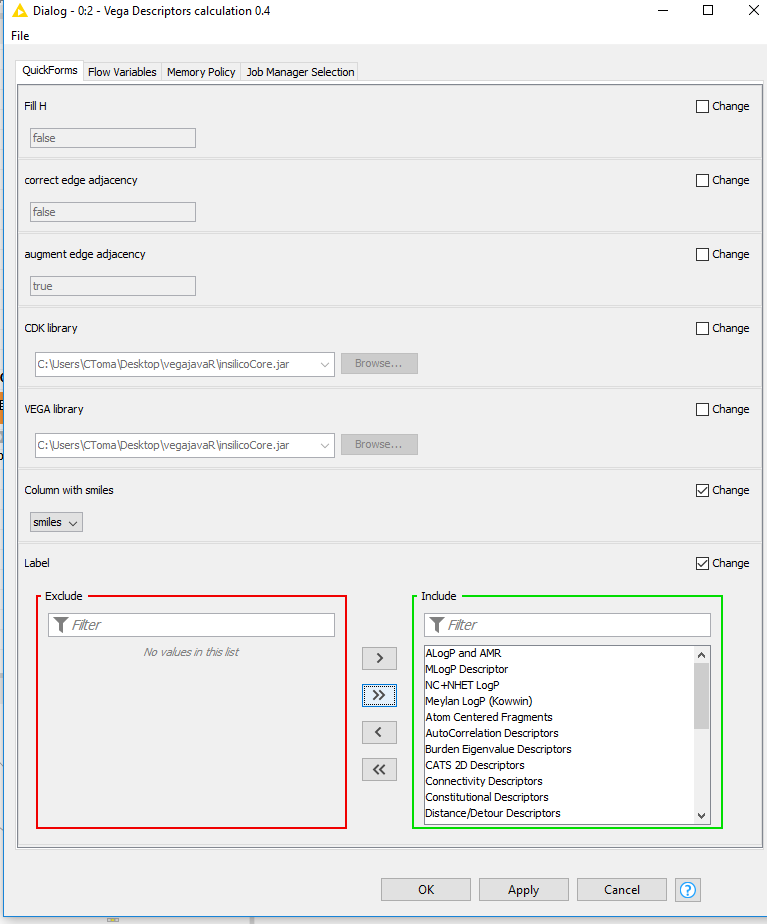 Dialog - 0:2 - Vega Descriptors calculation 0.4
File
QuickForms Flow Variables Memory Policy Job Manager Selection
Fill H Change
false
correct edge adjacency Change
false
augment edge adjacency Change
true
CDK library Change
C:\Users\CToma\Desktop\vegajavaR\insilicoCore.jar Browse...
VEGA library Change
C:\Users\CToma\Desktop\vegajavaR\insilicoCore.jar Browse...
Column with smiles Change
smiles
Label Change
Exclude
Filter
No values in this list
>
>>
<
<<
Include
Filter
ALogP and AMR
MLogP Descriptor
NC+NHET LogP
Meylan LogP (Kowwin)
Atom Centered Fragments
AutoCorrelation Descriptors
Burden Eigenvalue Descriptors
CATS 2D Descriptors
Connectivity Descriptors
Constitutional Descriptors
Distance/Detour Descriptors
OK Apply Cancel ?